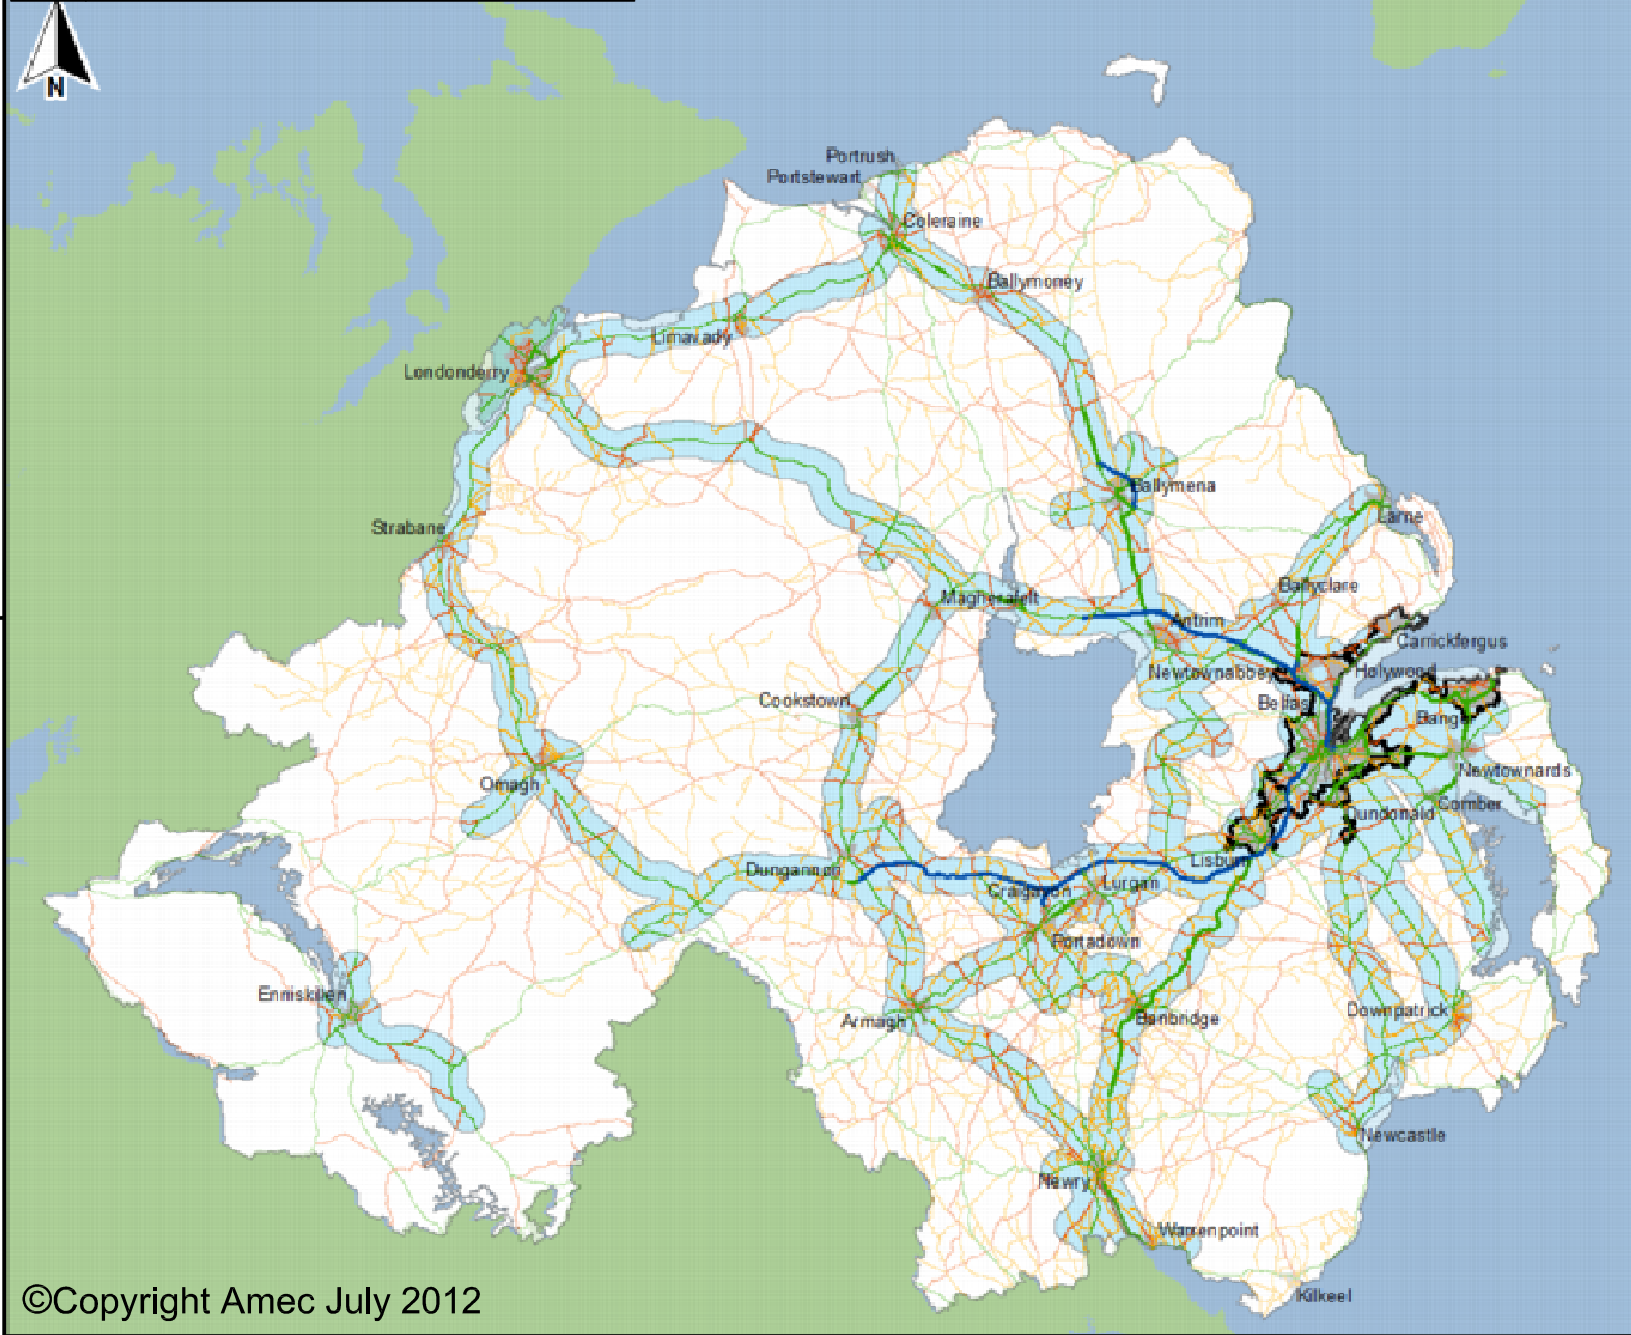 N
Portrush
Portstewart
Coleraine
Ballymoney
Limavady
Londonderry
Ballymena
Larne
Strabane
Ballyclare
Magherafelt
Antrim
Carrickfergus
Newtownabbey
Holywood
Cookstown
Belfast
Bangor
Newtownards
Omagh
Comber
Dundonald
Lisburn
Dungannon
Craigavon
Lurgan
Portadown
Enniskillen
Armagh
Banbridge
Downpatrick
Newcastle
Newry
Warrenpoint
Kilkeel
©Copyright Amec July 2012